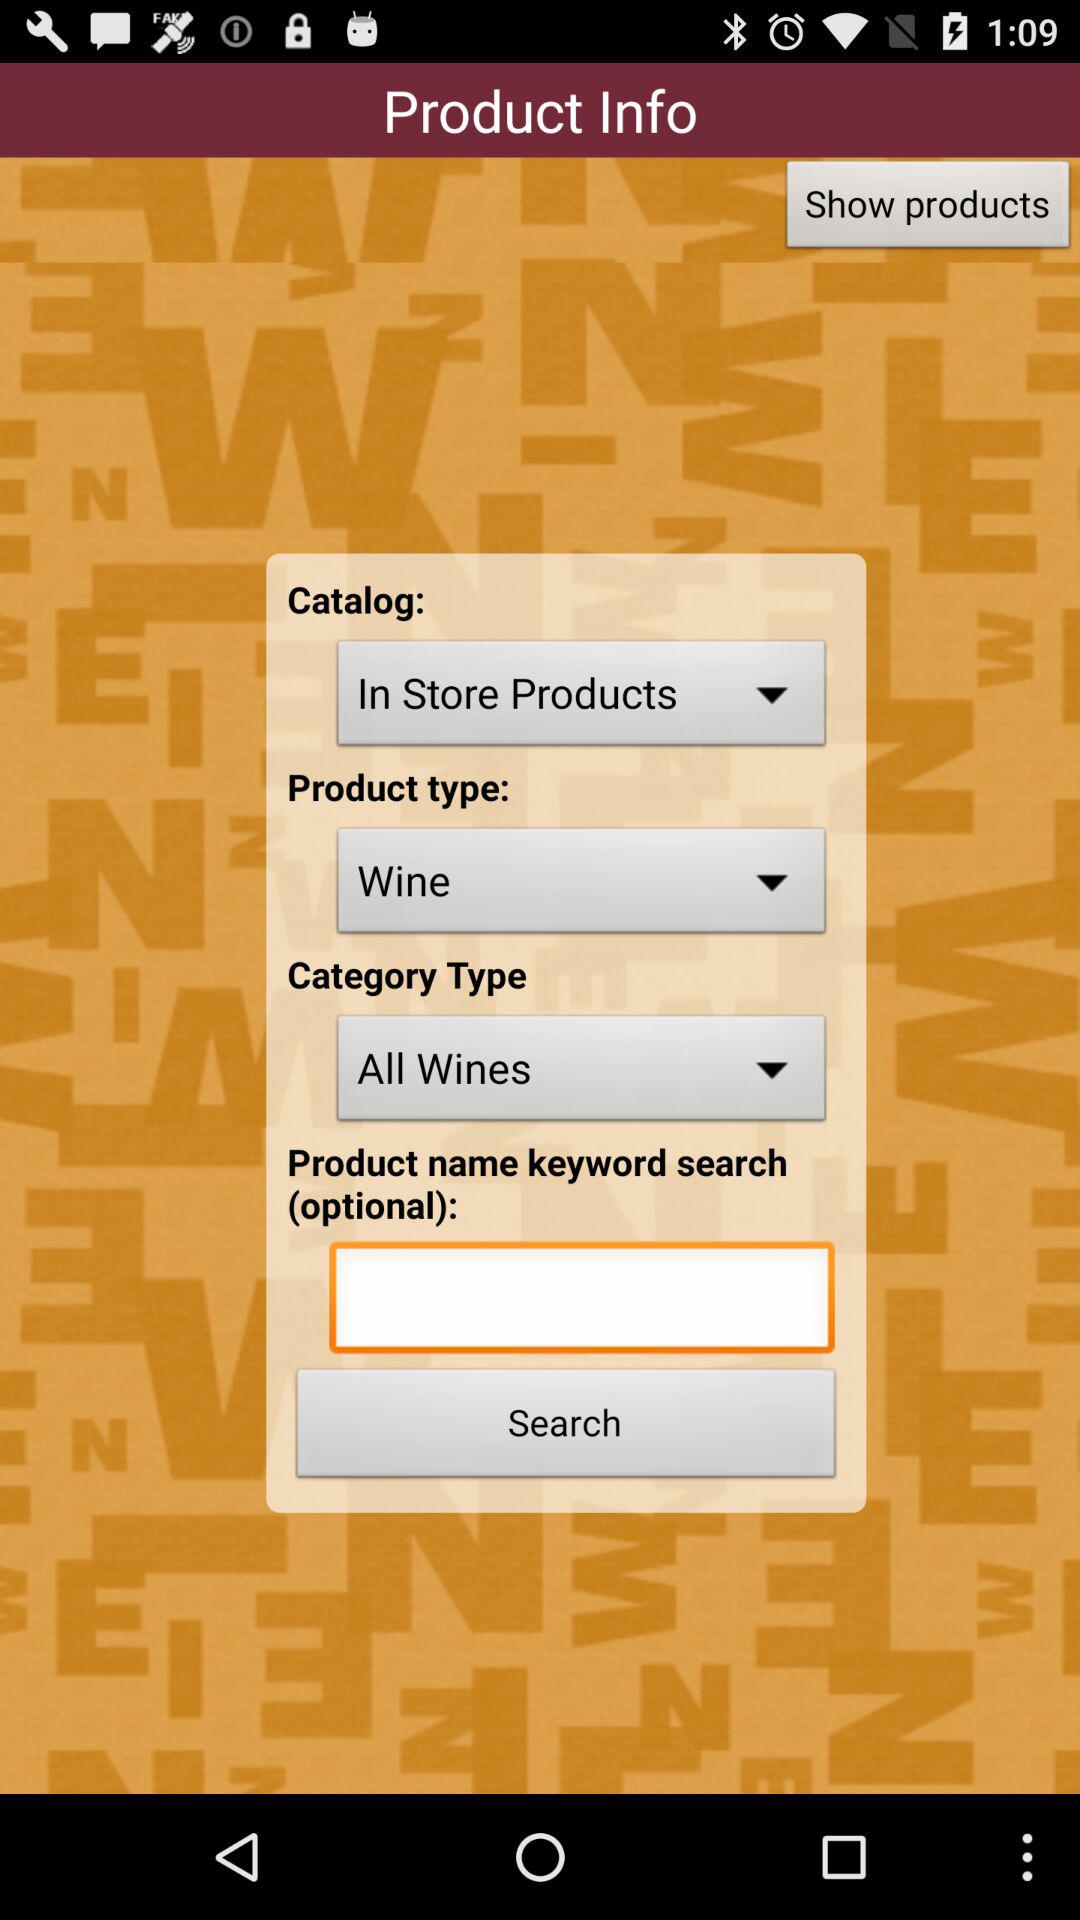 FAKE
1:09
Product Info
Show products
Catalog:
In Store Products
Product type:
Wine
Category Type
All Wines
Product name keyword search
(optional):
Search